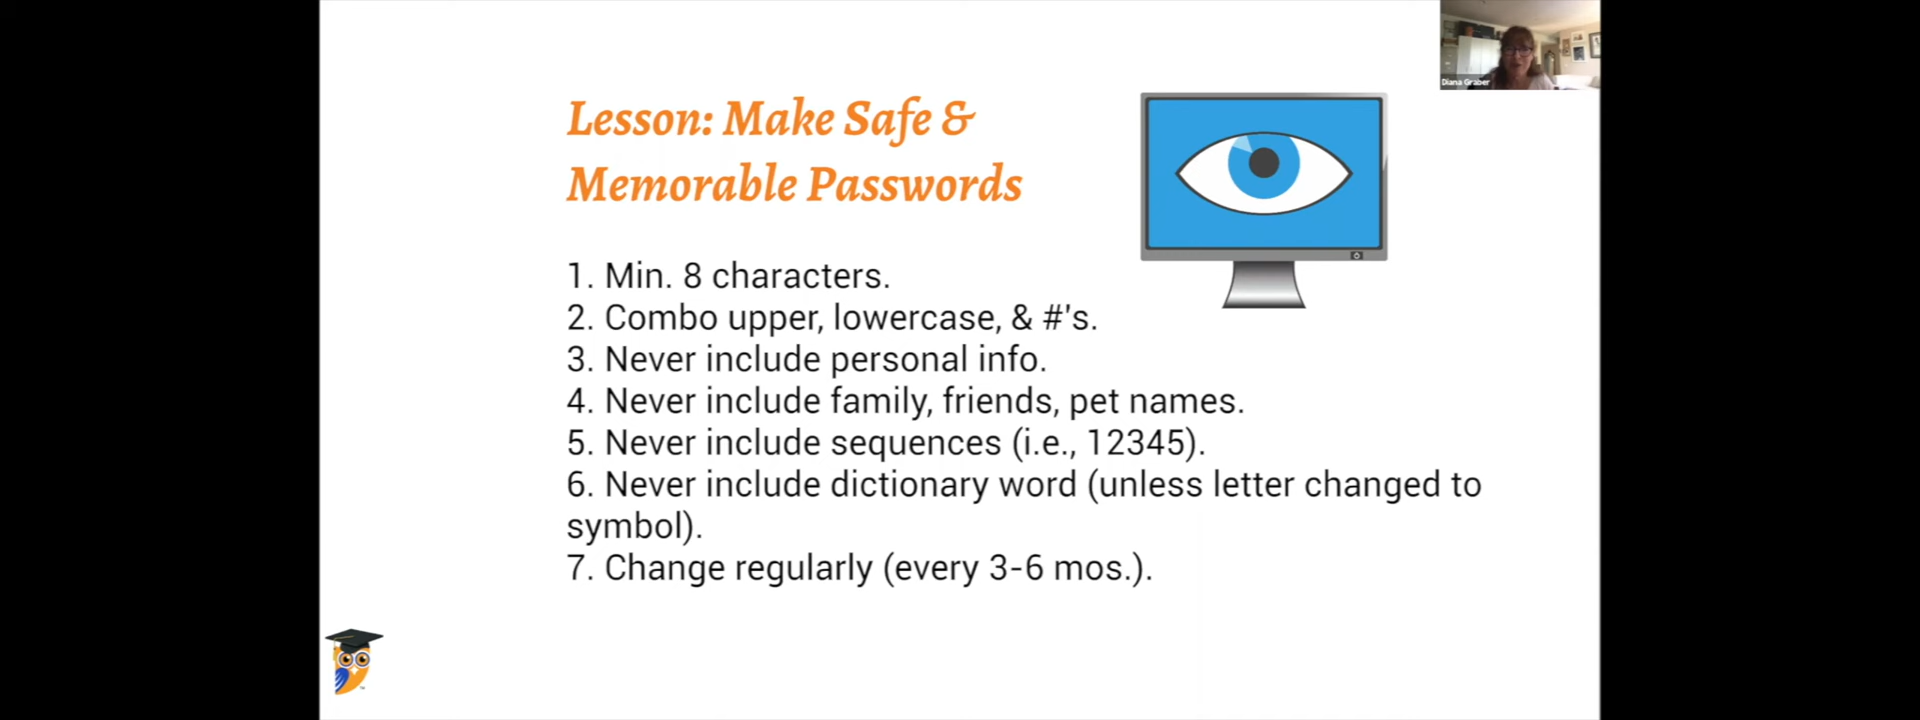 Diana Graber
Lesson: Make Safe &
Memorable Passwords
1. Min. 8 characters.
2. Combo upper, lowercase, & #'s.
3. Never include personal info.
4. Never include family, friends, pet names.
5. Never include sequences (i.e., 12345).
6. Never include dictionary word (unless letter changed to
symbol).
7. Change regularly (every 3-6 mos.).